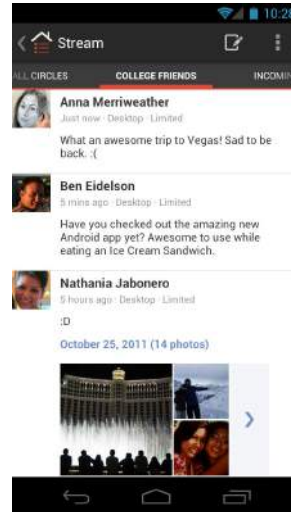 10:28
Stream
ALL CIRCLES COLLEGE FRIENDS INCOMIN
Anna Merriweather
Just now · Desktop · Limited
What an awesome trip to Vegas! Sad to be
back. :(
Ben Eidelson
5 mins ago · Desktop · Limited
Have you checked out the amazing new
Android app yet? Awesome to use while
eating an Ice Cream Sandwich.
Nathania Jabonero
5 hours ago · Desktop · Limited
:D
October 25, 2011 (14 photos)